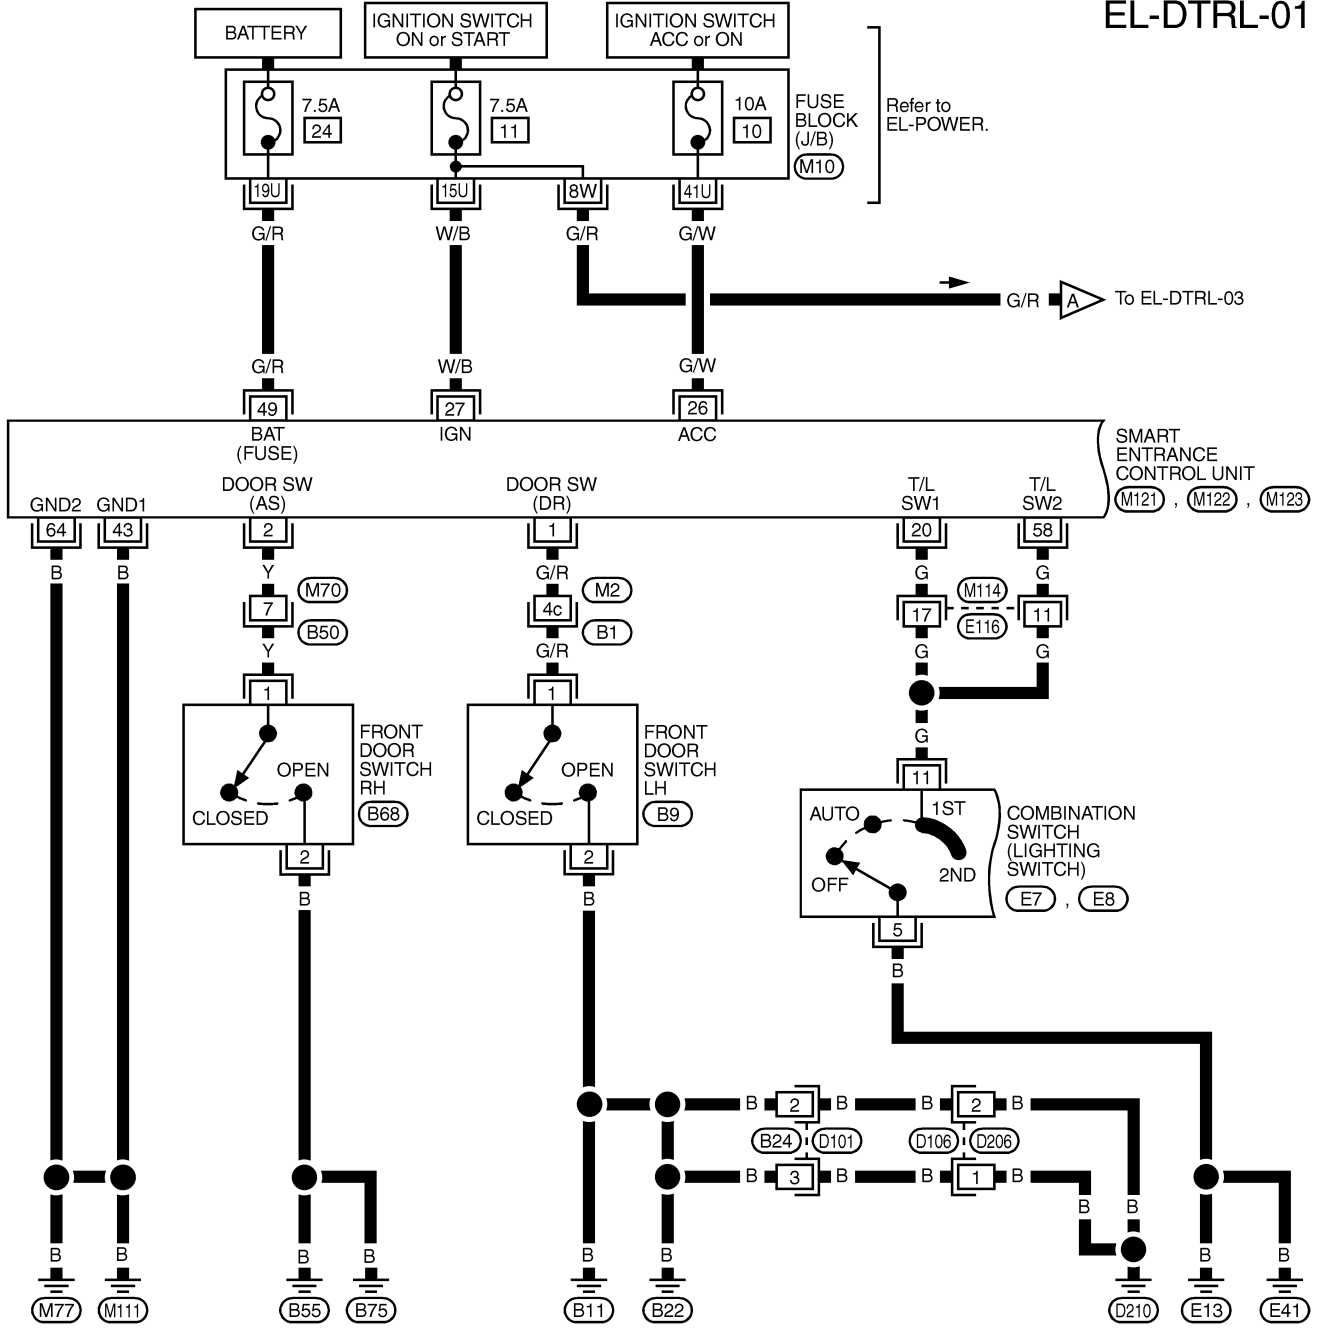 EL-DTRL-01
BATTERY
IGNITION SWITCH
ON or START
IGNITION SWITCH
ACC or ON
7.5A
24
7.5A
11
10A
10
FUSE
BLOCK
(J/B)
M10
Refer to
EL-POWER.
19U
15U
8W
41U
G/R
W/B
G/R
G/W
G/R
A
To EL-DTRL-03
G/R
W/B
G/W
49
27
26
BAT
(FUSE)
IGN
ACC
SMART
ENTRANCE
CONTROL UNIT
M121 , M122 , M123
GND2
GND1
DOOR SW
(AS)
DOOR SW
(DR)
T/L
SW1
T/L
SW2
64
43
2
1
20
58
B
B
Y
G/R
G
G
M70
M2
M114
7
4c
17
11
B50
B1
E116
Y
G/R
G
G
G
1
1
11
FRONT
DOOR
SWITCH
RH
B68
OPEN
CLOSED
FRONT
DOOR
SWITCH
LH
B9
OPEN
CLOSED
AUTO
1ST
OFF
2ND
COMBINATION
SWITCH
(LIGHTING
SWITCH)
E7 , E8
2
2
5
B
B
B
B
2
B
B
2
B
B24
D101
D106
D206
B
3
B
B
1
B
B
B
B
B
B
B
B
B
B
B
M77
M111
B55
B75
B11
B22
D210
E13
E41